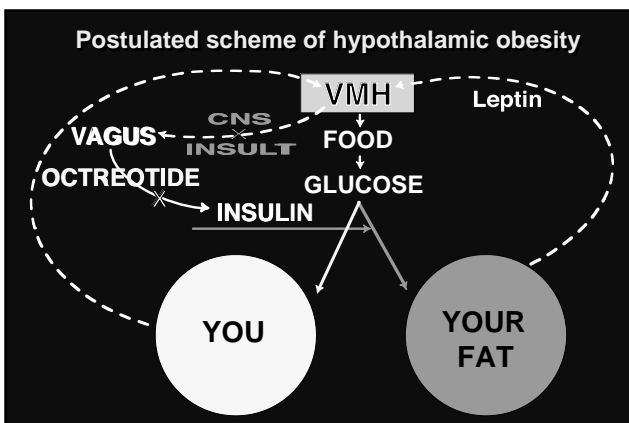 Postulated scheme of hypothalamic obesity
VMH
Leptin
CNS
INSULT
VAGUS
FOOD
OCTREOTIDE
GLUCOSE
INSULIN
YOU
YOUR
FAT